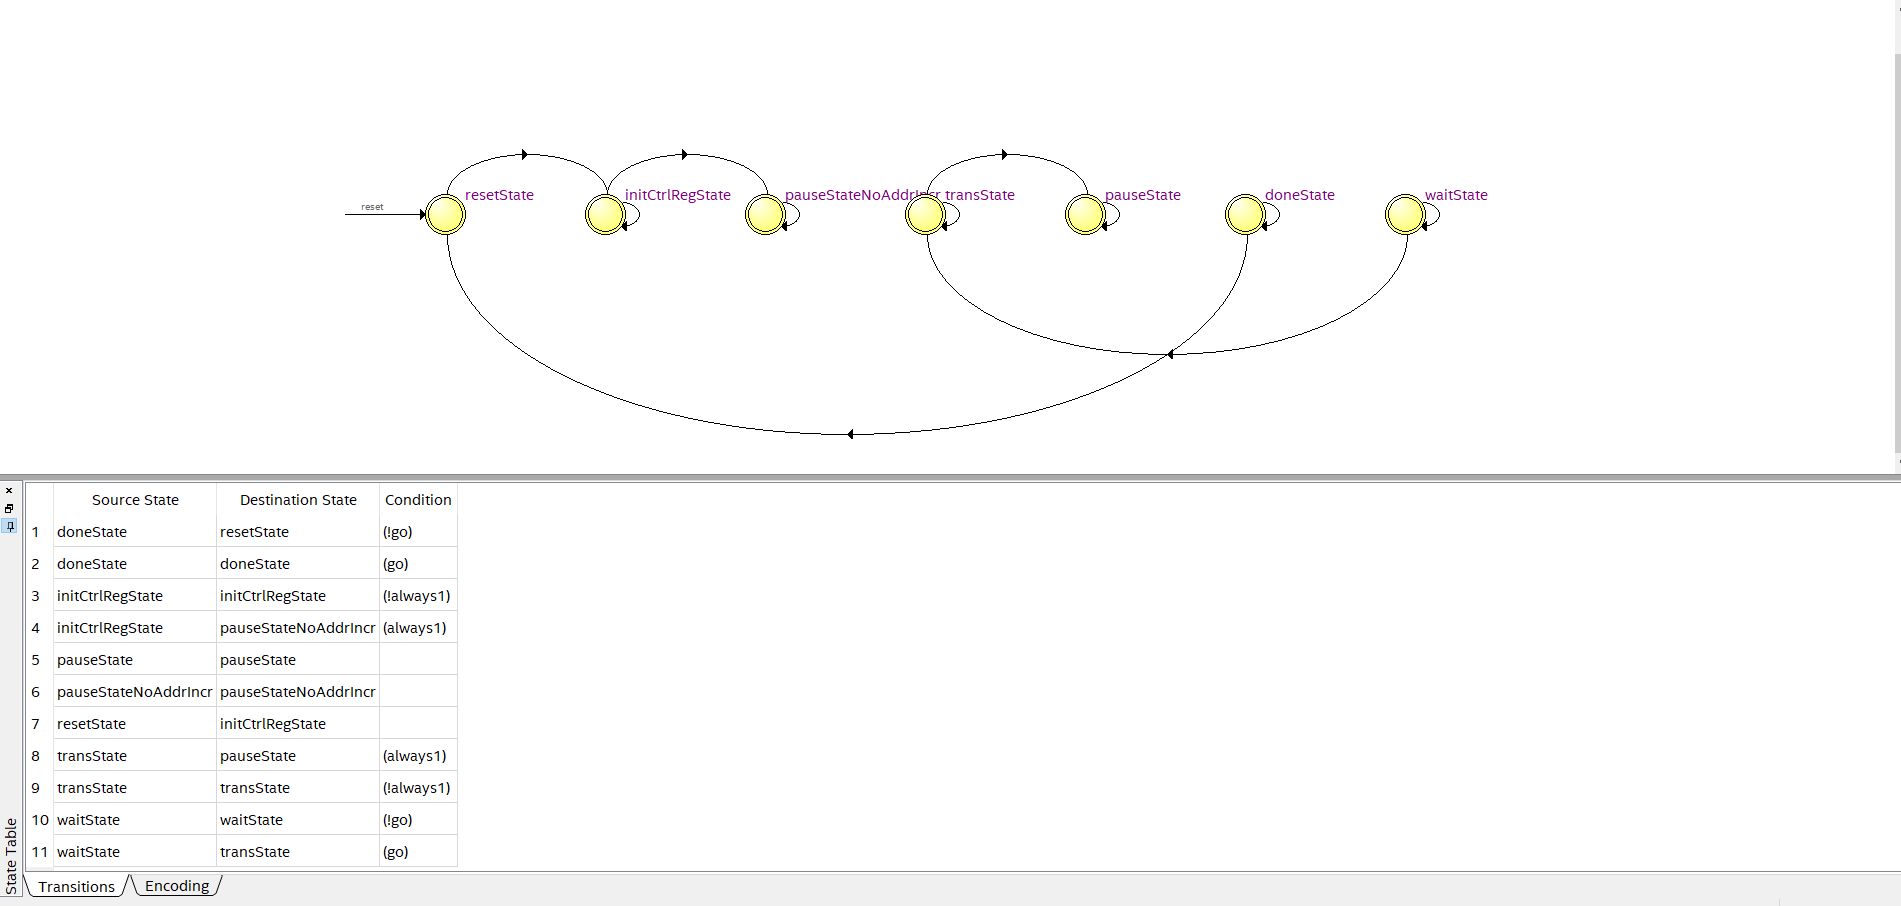 reset
resetState
initCtrlRegState
pauseStateNoAddrIncr
transState
pauseState
doneState
waitState
Source State Destination State Condition
1 doneState resetState (!go)
2 doneState doneState (go)
3 initCtrlRegState initCtrlRegState (!always1)
4 initCtrlRegState pauseStateNoAddrIncr (always1)
5 pauseState pauseState
6 pauseStateNoAddrIncr pauseStateNoAddrIncr
7 resetState initCtrlRegState
8 transState pauseState (always1)
9 transState transState (!always1)
10 waitState waitState (!go)
11 waitState transState (go)
State Table
Transitions Encoding